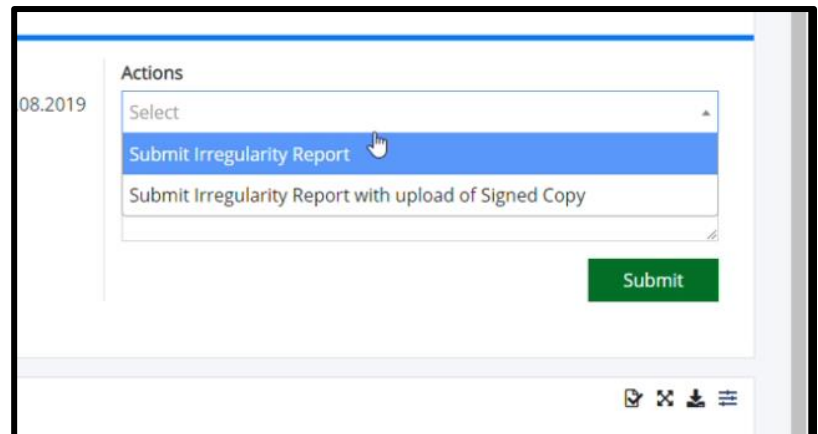 Actions
.08.2019
Select
Submit Irregularity Report
Submit Irregularity Report with upload of Signed Copy
Submit